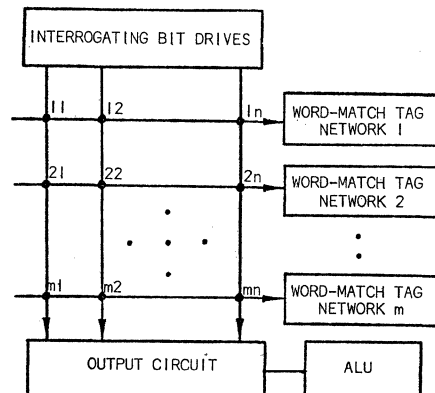 INTERROGATING BIT DRIVES
11 12 1n
WORD-MATCH TAG
NETWORK 1
21 22 2n
WORD-MATCH TAG
NETWORK 2
m1 m2 mn
WORD-MATCH TAG
NETWORK m
OUTPUT CIRCUIT
ALU